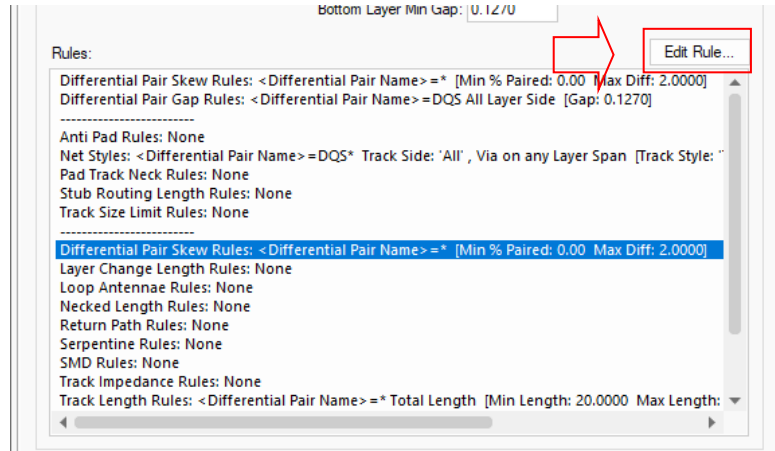 Bottom Layer Min Gap: 0.1270
Rules:
Edit Rule...
Differential Pair Skew Rules: <Differential Pair Name>=* [Min % Paired: 0.00 Max Diff: 2.0000]
Differential Pair Gap Rules: <Differential Pair Name>=DQS All Layer Side [Gap: 0.1270]
-------------------------
Anti Pad Rules: None
Net Styles: <Differential Pair Name>=DQS* Track Side: 'All' , Via on any Layer Span [Track Style: '
Pad Track Neck Rules: None
Stub Routing Length Rules: None
Track Size Limit Rules: None
-------------------------
Differential Pair Skew Rules: <Differential Pair Name>=* [Min % Paired: 0.00 Max Diff: 2.0000]
Layer Change Length Rules: None
Loop Antennae Rules: None
Necked Length Rules: None
Return Path Rules: None
Serpentine Rules: None
SMD Rules: None
Track Impedance Rules: None
Track Length Rules: <Differential Pair Name>=* Total Length [Min Length: 20.0000 Max Length: